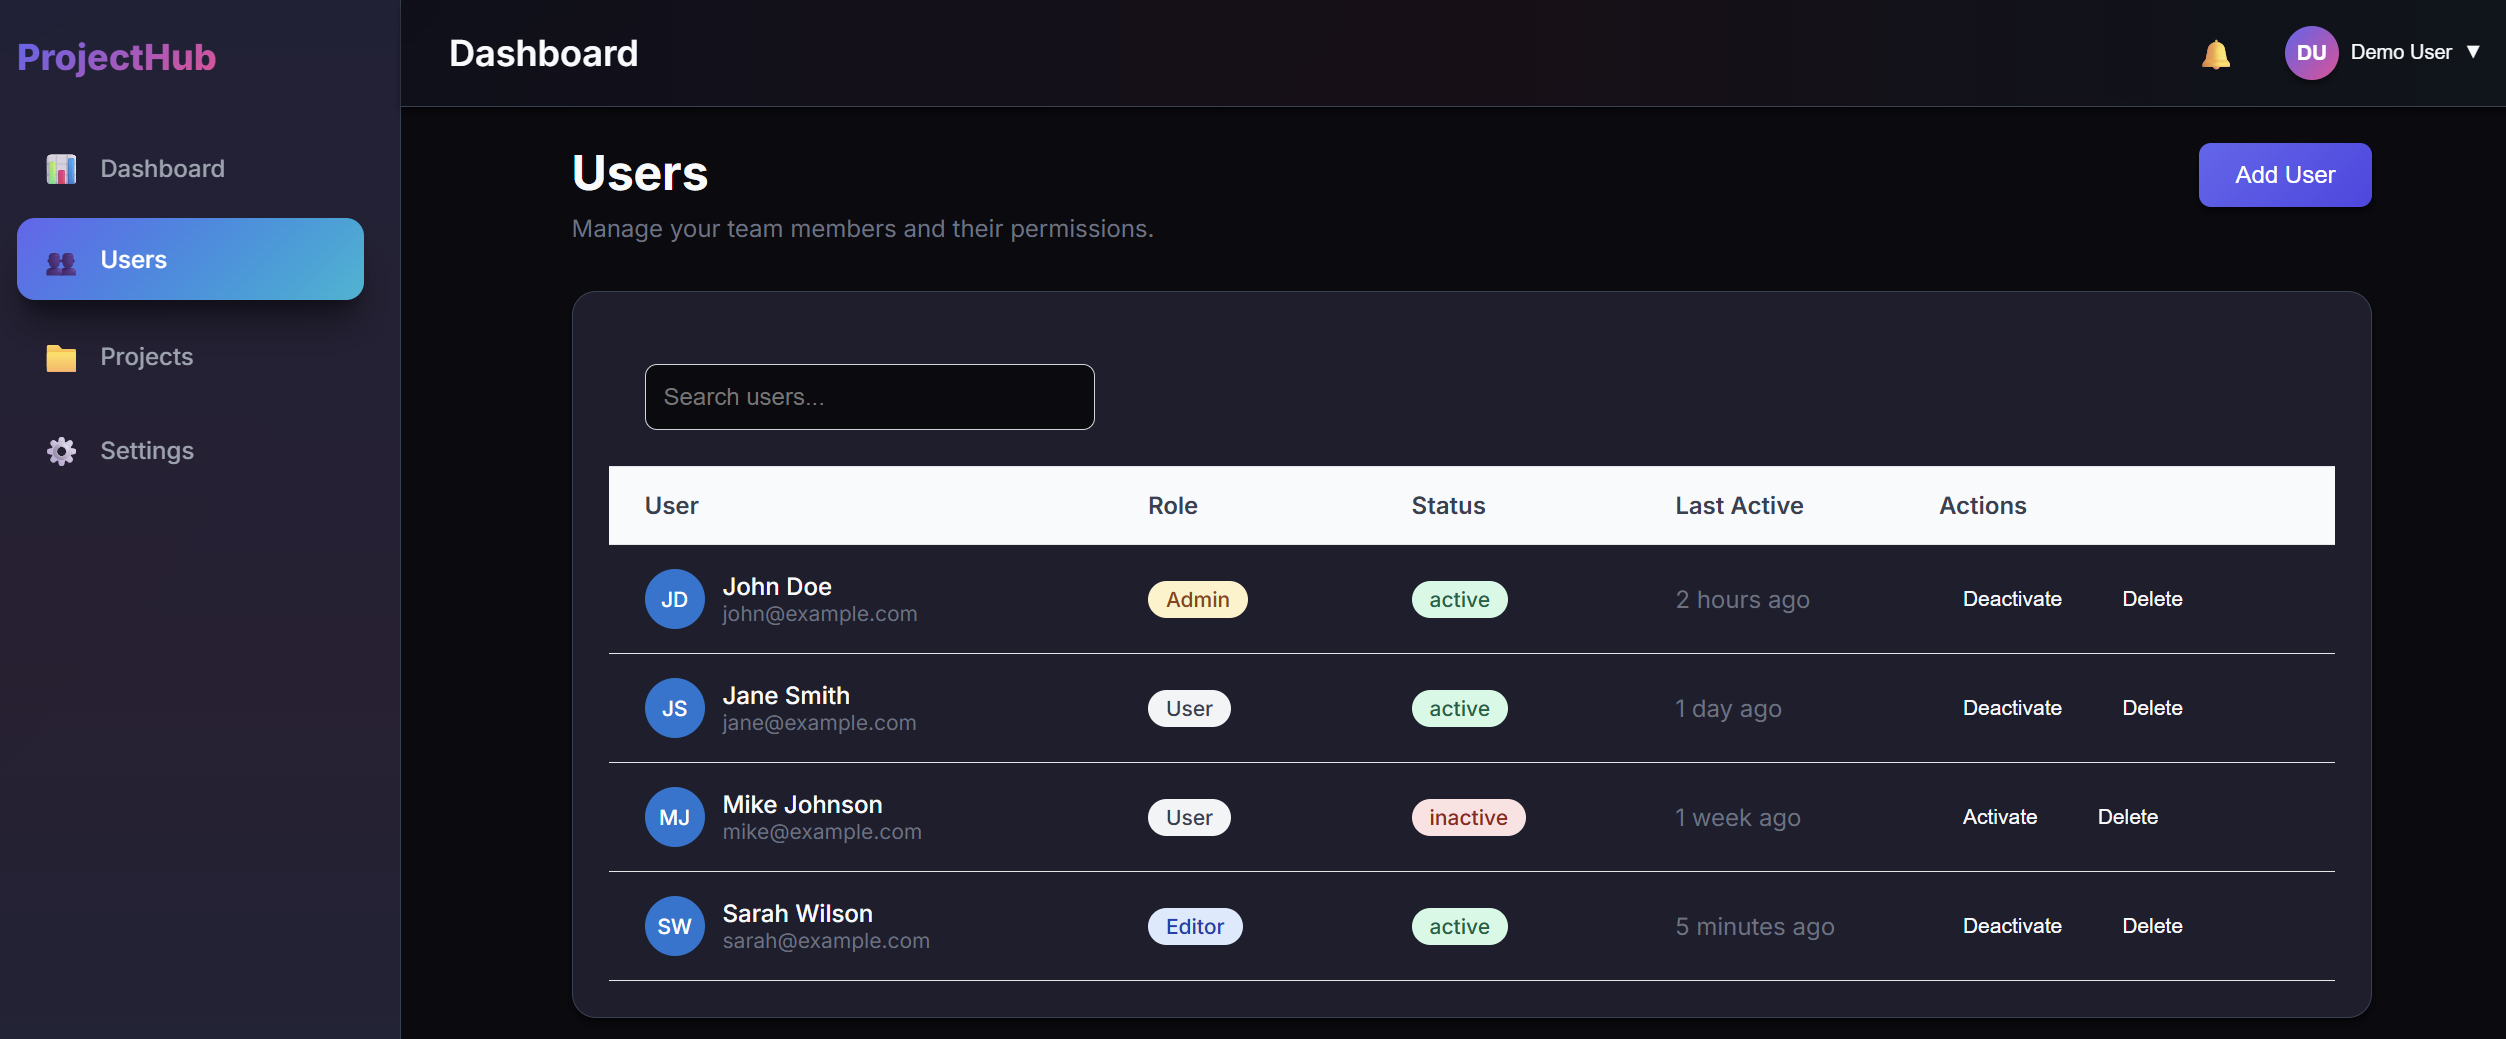 ProjectHub
Dashboard
Users
Projects
Settings
Dashboard
DU Demo User ▼
Users
Manage your team members and their permissions.
Add User
Search users...
User Role Status Last Active Actions
JD John Doe
john@example.com
Admin active 2 hours ago Deactivate Delete
JS Jane Smith
jane@example.com
User active 1 day ago Deactivate Delete
MJ Mike Johnson
mike@example.com
User inactive 1 week ago Activate Delete
SW Sarah Wilson
sarah@example.com
Editor active 5 minutes ago Deactivate Delete